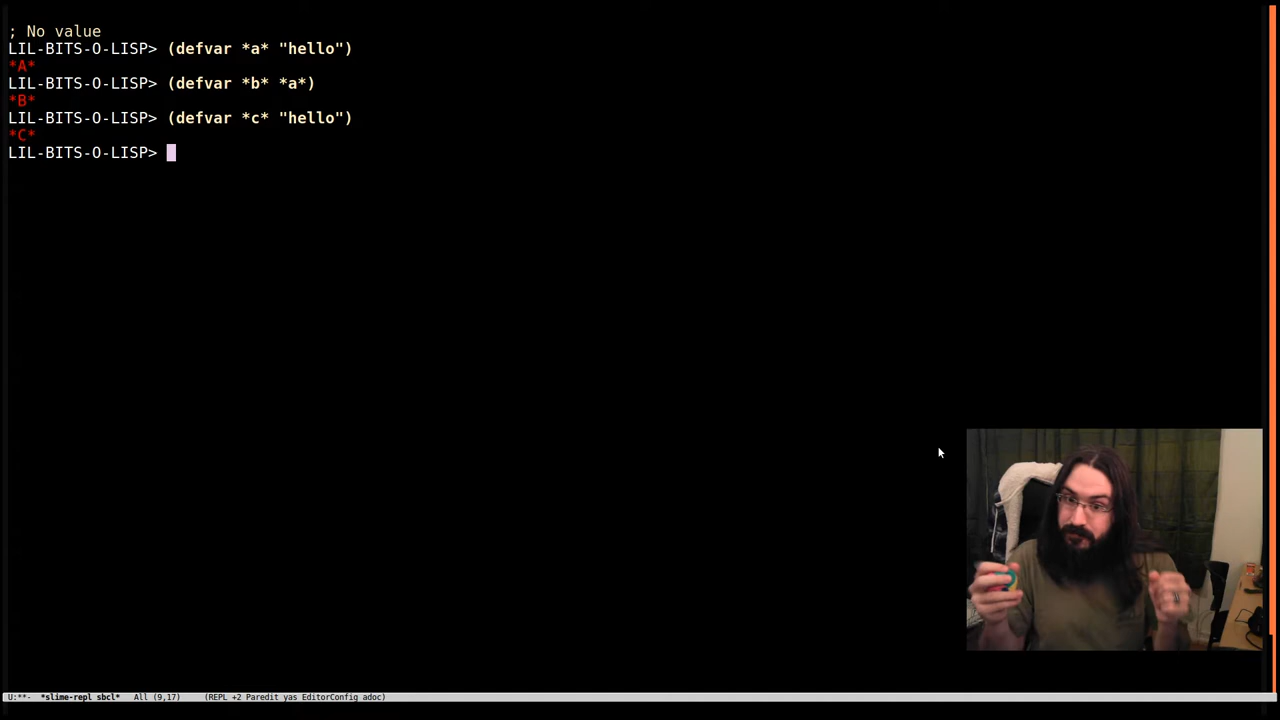 ; No value
LIL-BITS-O-LISP> (defvar *a* "hello")
*A*
LIL-BITS-O-LISP> (defvar *b* *a*)
*B*
LIL-BITS-O-LISP> (defvar *c* "hello")
*C*
LIL-BITS-O-LISP>
U:**-  *slime-repl sbcl*   All (9,17)     (REPL +2 Paredit yas EditorConfig adoc)